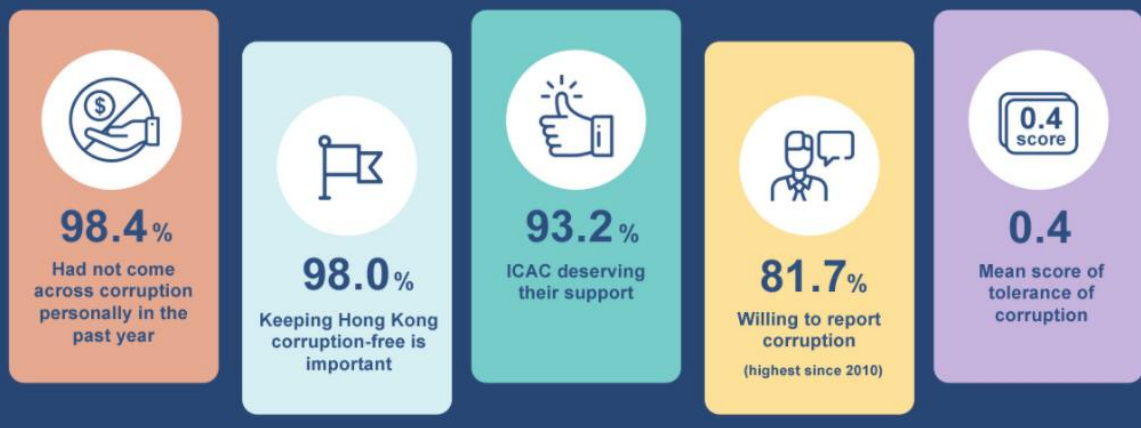 $
98.4%
Had not come
across corruption
personally in the
past year
98.0%
Keeping Hong Kong
corruption-free is
important
93.2%
ICAC deserving
their support
81.7%
Willing to report
corruption
(highest since 2010)
0.4
score
0.4
Mean score of
tolerance of
corruption